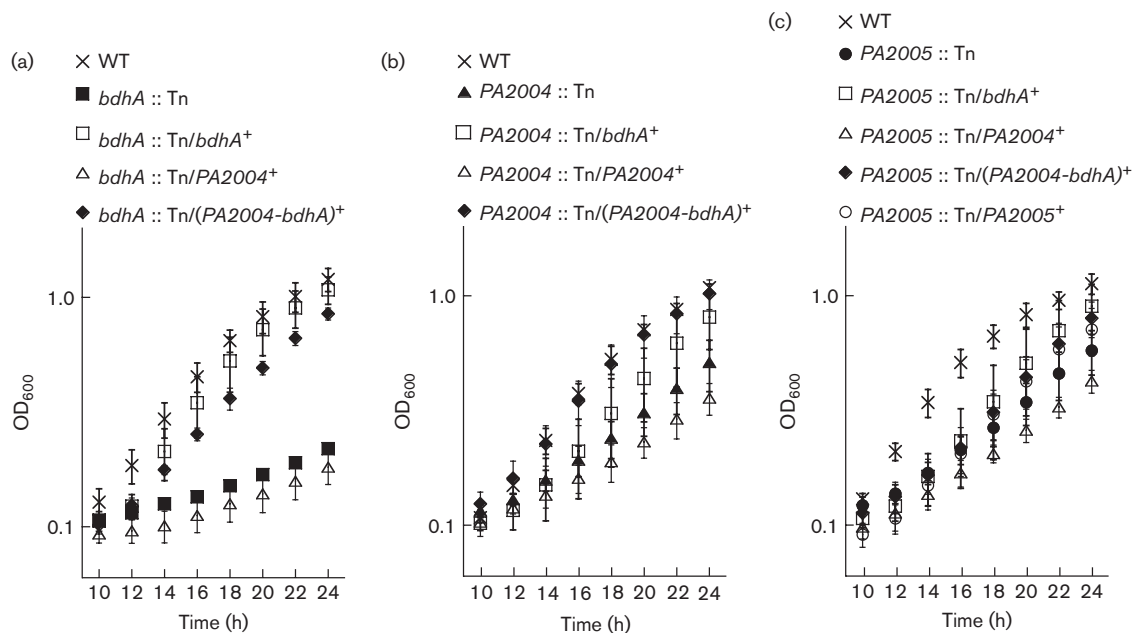 (a)
× WT
■ bdhA :: Tn
□ bdhA :: Tn/bdhA⁺
△ bdhA :: Tn/PA2004⁺
◆ bdhA :: Tn/(PA2004-bdhA)⁺
1.0
OD₆₀₀
0.1
10 12 14 16 18 20 22 24
Time (h)
(b)
× WT
▲ PA2004 :: Tn
□ PA2004 :: Tn/bdhA⁺
△ PA2004 :: Tn/PA2004⁺
◆ PA2004 :: Tn/(PA2004-bdhA)⁺
1.0
OD₆₀₀
0.1
10 12 14 16 18 20 22 24
Time (h)
(c)
× WT
● PA2005 :: Tn
□ PA2005 :: Tn/bdhA⁺
△ PA2005 :: Tn/PA2004⁺
◆ PA2005 :: Tn/(PA2004-bdhA)⁺
○ PA2005 :: Tn/PA2005⁺
1.0
OD₆₀₀
0.1
10 12 14 16 18 20 22 24
Time (h)